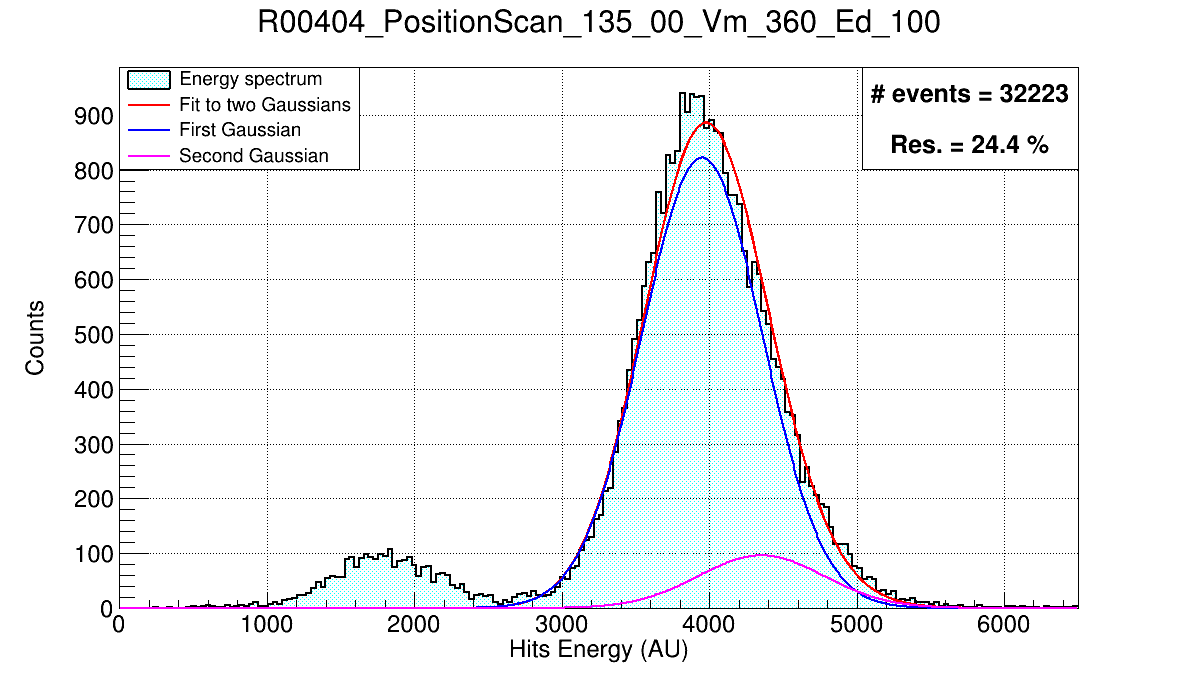 R00404_PositionScan_135_00_Vm_360_Ed_100
Energy spectrum
Fit to two Gaussians
First Gaussian
Second Gaussian
# events = 32223
Res. = 24.4 %
900
800
700
600
500
400
300
200
100
0
Counts
0 1000 2000 3000 4000 5000 6000
Hits Energy (AU)